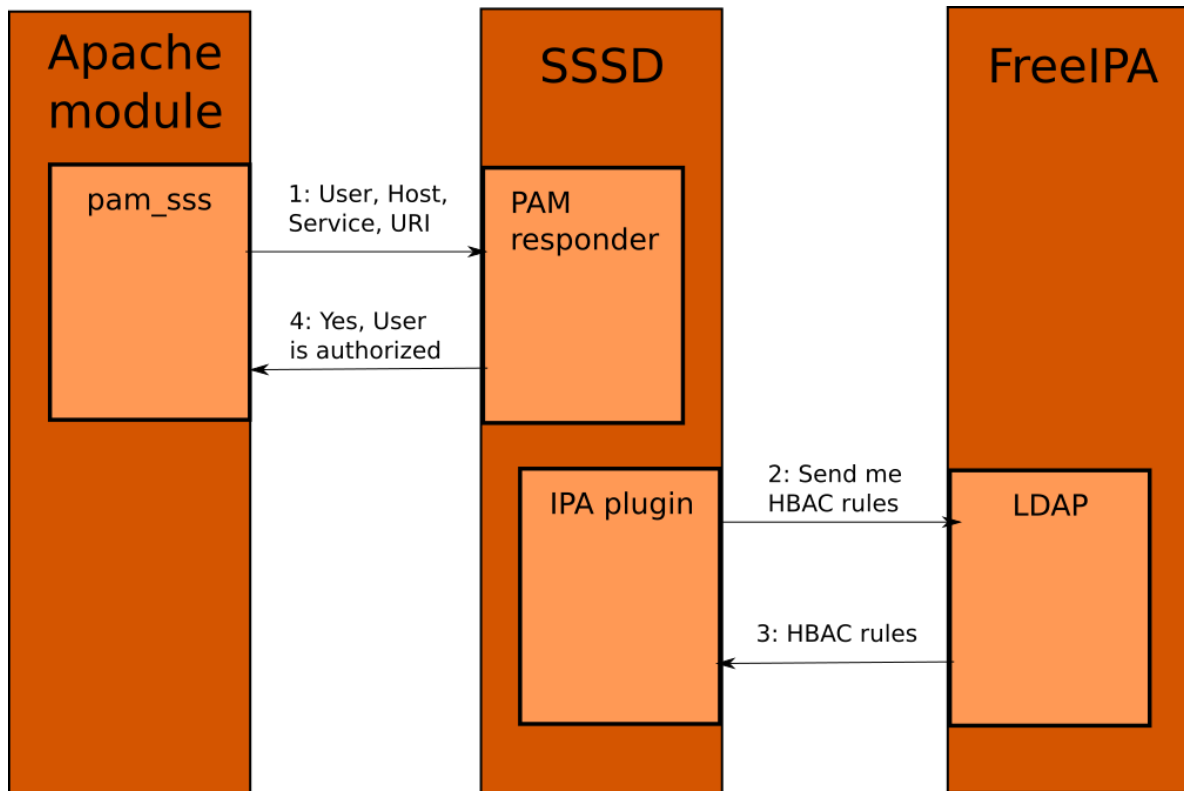 Apache
module
SSSD
FreeIPA
pam_sss
1: User, Host,
Service, URI
PAM
responder
4: Yes, User
is authorized
IPA plugin
2: Send me
HBAC rules
LDAP
3: HBAC rules